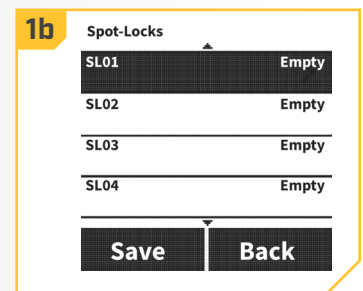 1b
Spot-Locks
SL01 Empty
SL02 Empty
SL03 Empty
SL04 Empty
Save Back